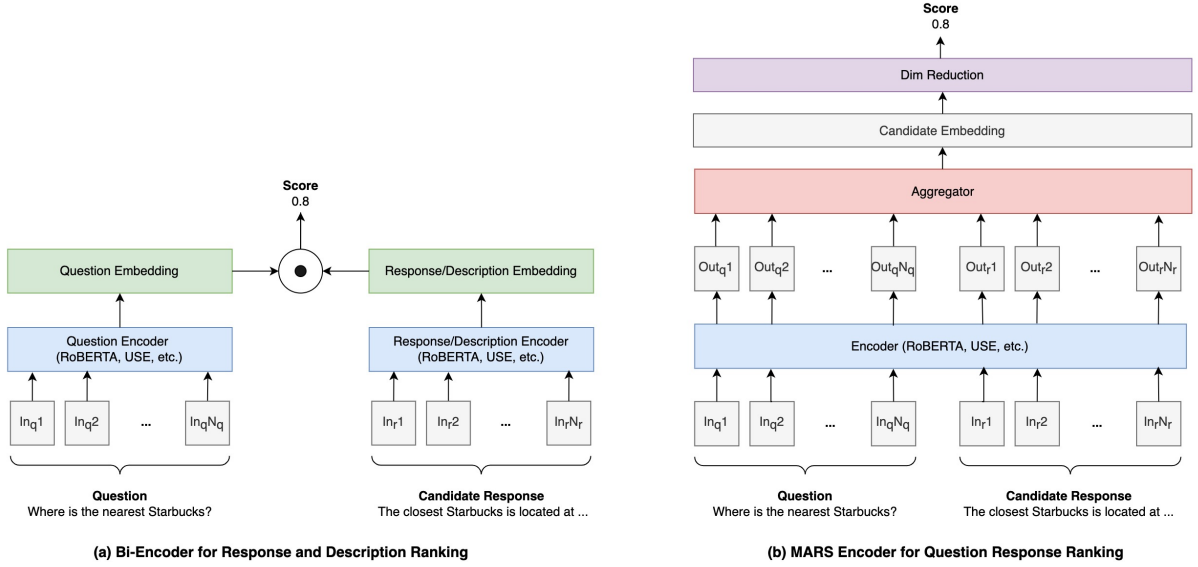 Score
0.8
Question Embedding
Response/Description Embedding
Question Encoder
(RoBERTA, USE, etc.)
Response/Description Encoder
(RoBERTA, USE, etc.)
Inq1
Inq2
...
InqNq
Inr1
Inr2
...
InrNr
Question
Where is the nearest Starbucks?
Candidate Response
The closest Starbucks is located at ...
(a) Bi-Encoder for Response and Description Ranking
Score
0.8
Dim Reduction
Candidate Embedding
Aggregator
Outq1
Outq2
...
OutqNq
Outr1
Outr2
...
OutrNr
Encoder (RoBERTA, USE, etc.)
Inq1
Inq2
...
InqNq
Inr1
Inr2
...
InrNr
Question
Where is the nearest Starbucks?
Candidate Response
The closest Starbucks is located at ...
(b) MARS Encoder for Question Response Ranking